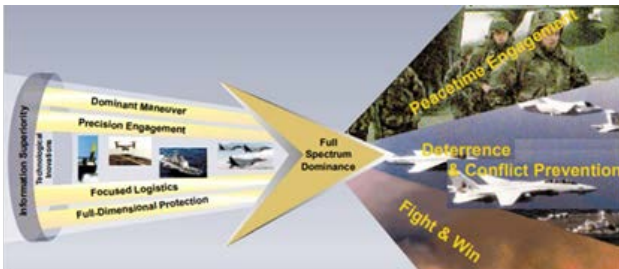 Information Superiority
Technological
Inovations
Dominant Maneuver
Precision Engagement
Focused Logistics
Full-Dimensional Protection
Full
Spectrum
Dominance
Peacetime Engagement
Deterrence
& Conflict Prevention
Fight & Win